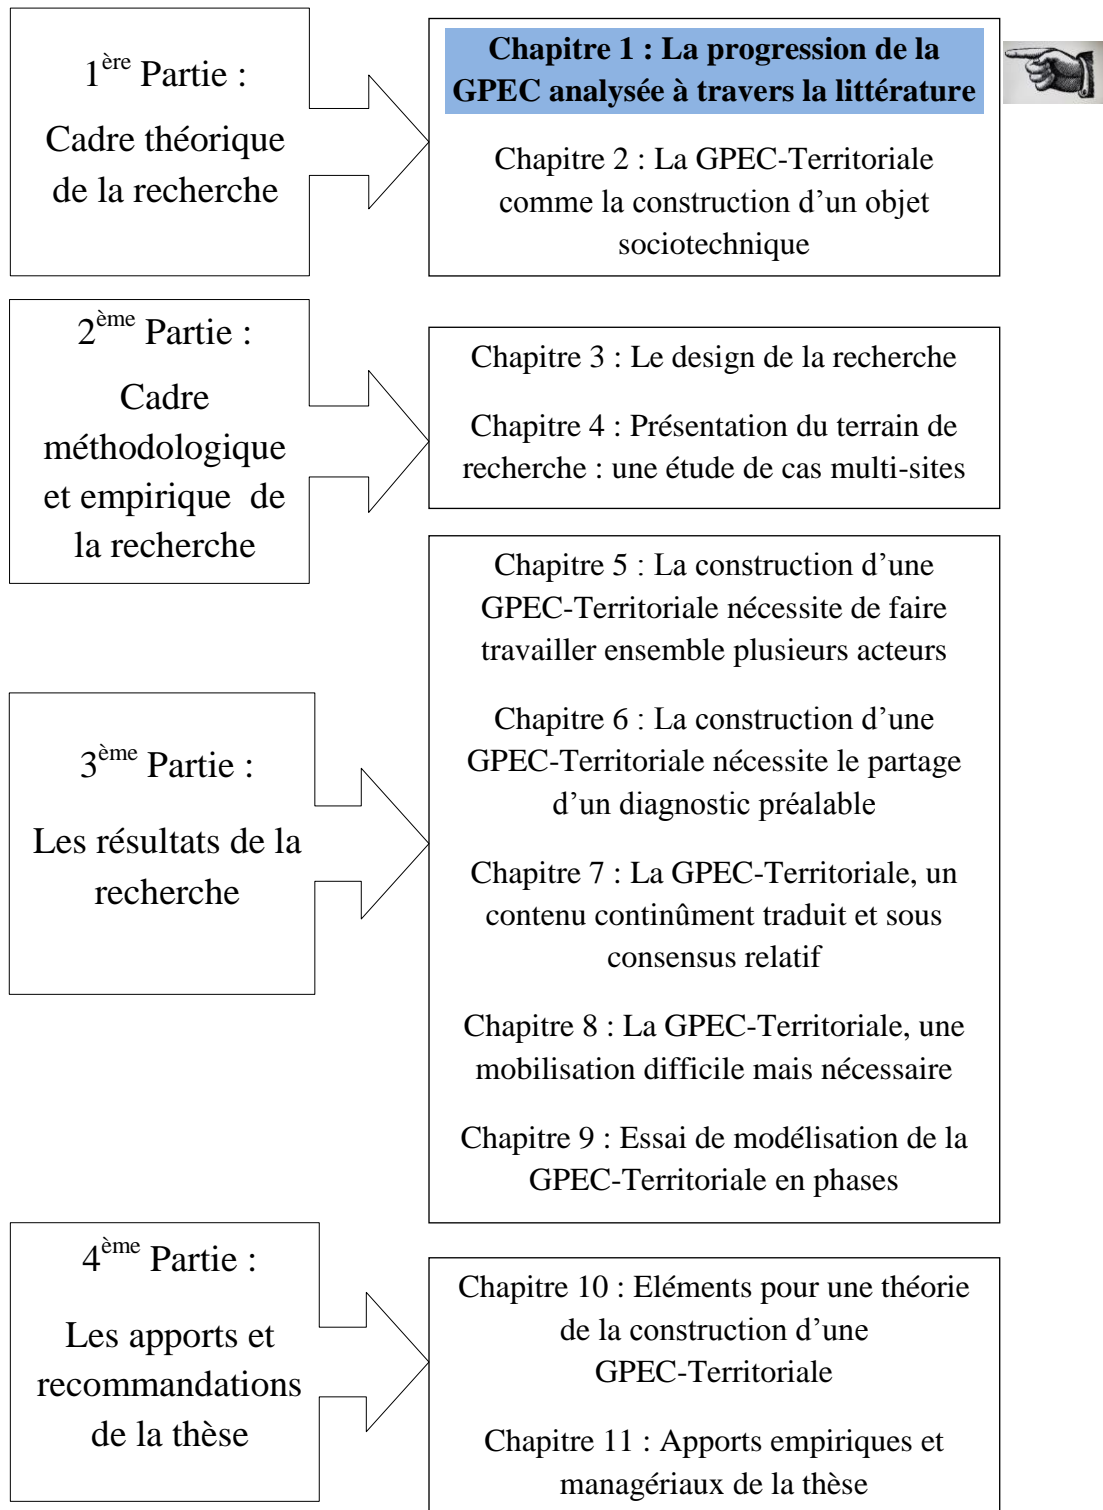 1ère Partie :
Cadre théorique
de la recherche
Chapitre 1 : La progression de la
GPEC analysée à travers la littérature
Chapitre 2 : La GPEC-Territoriale
comme la construction d’un objet
sociotechnique
2ème Partie :
Cadre
méthodologique
et empirique de
la recherche
Chapitre 3 : Le design de la recherche
Chapitre 4 : Présentation du terrain de
recherche : une étude de cas multi-sites
3ème Partie :
Les résultats de la
recherche
Chapitre 5 : La construction d’une
GPEC-Territoriale nécessite de faire
travailler ensemble plusieurs acteurs
Chapitre 6 : La construction d’une
GPEC-Territoriale nécessite le partage
d’un diagnostic préalable
Chapitre 7 : La GPEC-Territoriale, un
contenu continûment traduit et sous
consensus relatif
Chapitre 8 : La GPEC-Territoriale, une
mobilisation difficile mais nécessaire
Chapitre 9 : Essai de modélisation de la
GPEC-Territoriale en phases
4ème Partie :
Les apports et
recommandations
de la thèse
Chapitre 10 : Eléments pour une théorie
de la construction d’une
GPEC-Territoriale
Chapitre 11 : Apports empiriques et
managériaux de la thèse